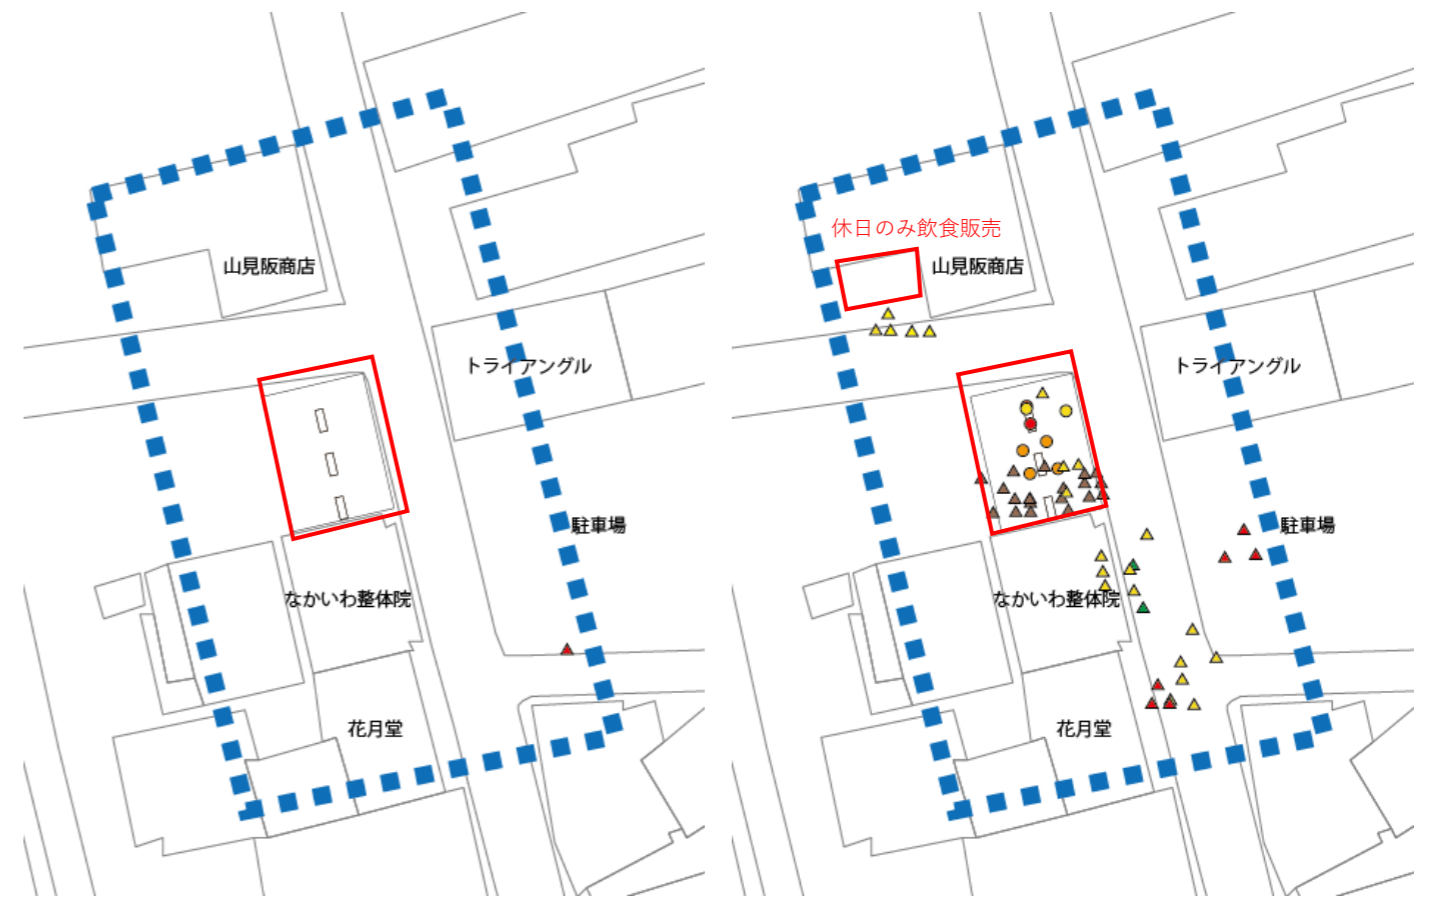 山見阪商店
トライアングル
駐車場
なかいわ整体院
花月堂
休日のみ飲食販売
山見阪商店
トライアングル
駐車場
なかいわ整体院
花月堂